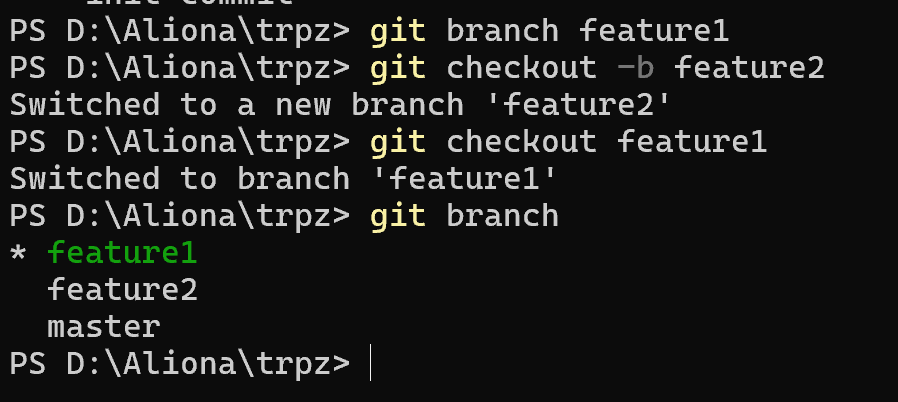 init commit
PS D:\Aliona\trpz> git branch feature1
PS D:\Aliona\trpz> git checkout -b feature2
Switched to a new branch 'feature2'
PS D:\Aliona\trpz> git checkout feature1
Switched to branch 'feature1'
PS D:\Aliona\trpz> git branch
* feature1
  feature2
  master
PS D:\Aliona\trpz>